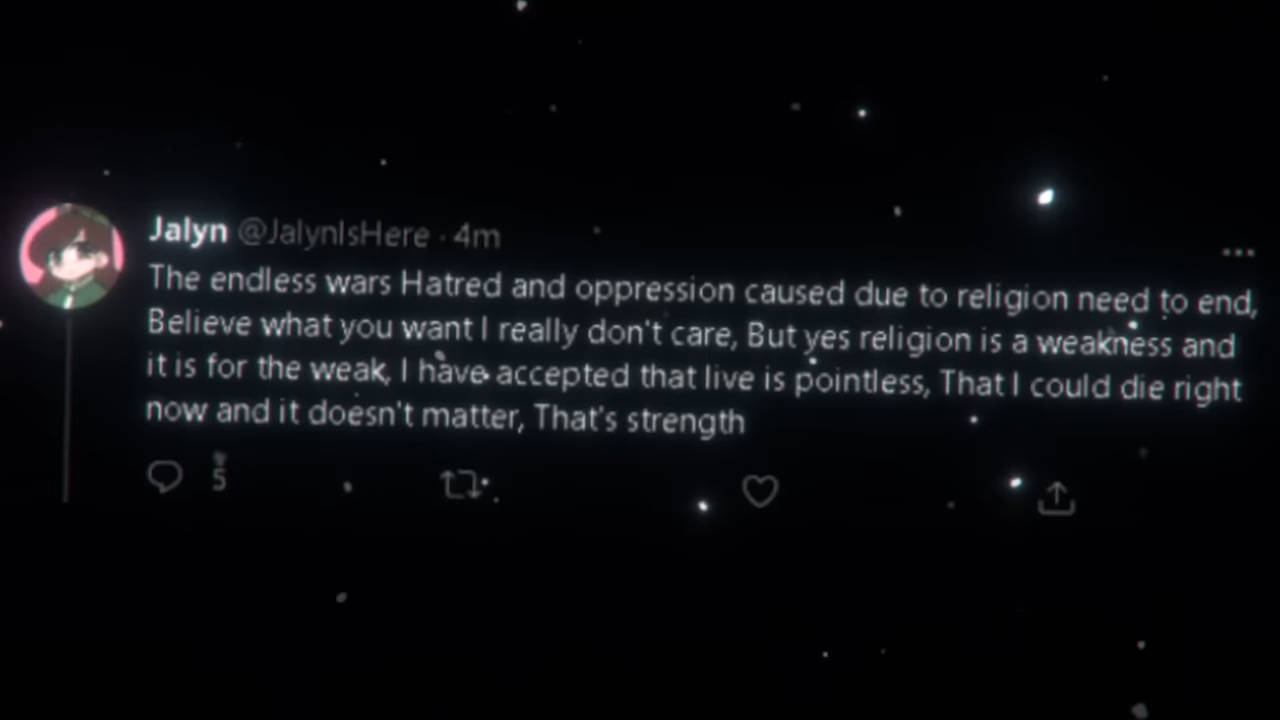 Jalyn @JalynIsHere · 4m
The endless wars Hatred and oppression caused due to religion need to end,
Believe what you want I really don't care, But yes religion is a weakness and
it is for the weak, I have accepted that live is pointless, That I could die right
now and it doesn't matter, That's strength
5